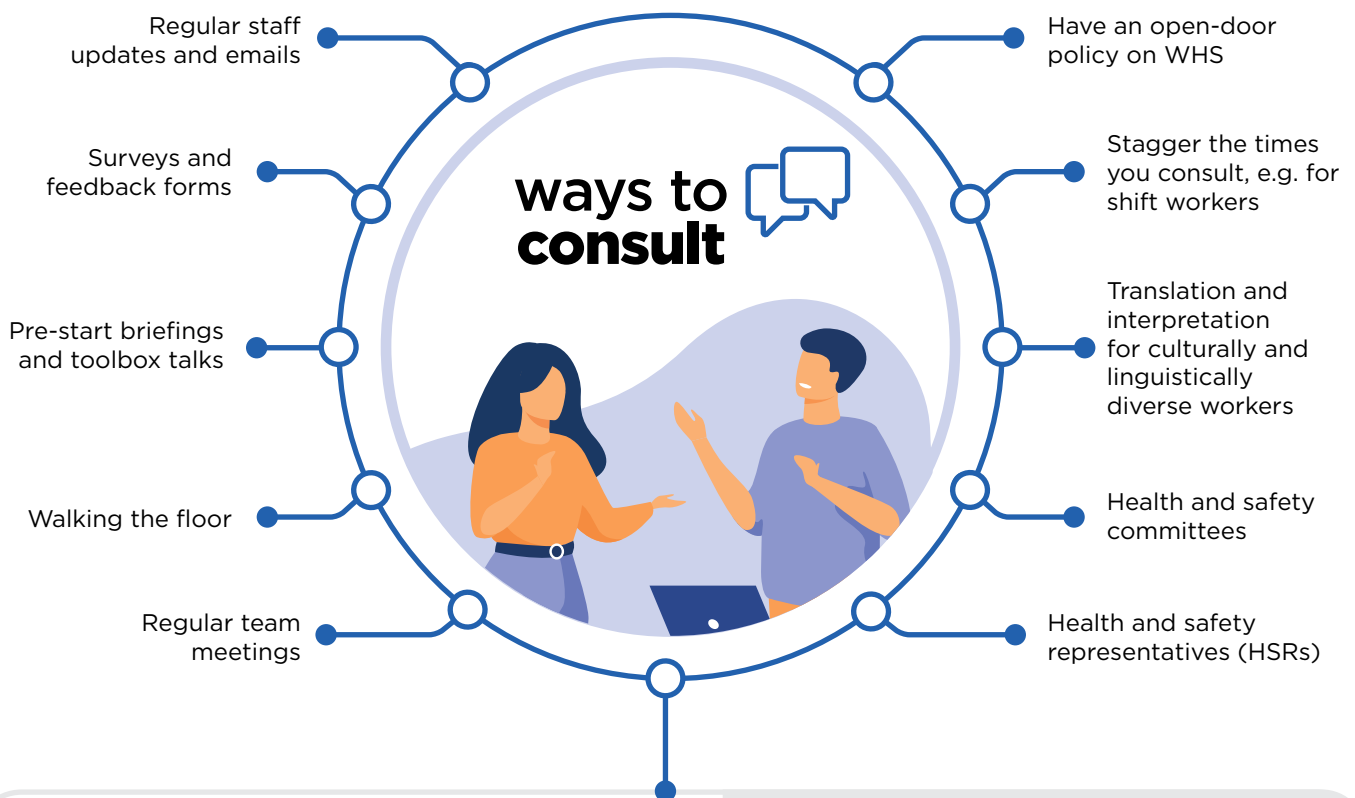 ways to
consult
Regular staff
updates and emails
Surveys and
feedback forms
Pre-start briefings
and toolbox talks
Walking the floor
Regular team
meetings
Have an open-door
policy on WHS
Stagger the times
you consult, e.g. for
shift workers
Translation and
interpretation
for culturally and
linguistically
diverse workers
Health and safety
committees
Health and safety
representatives (HSRs)